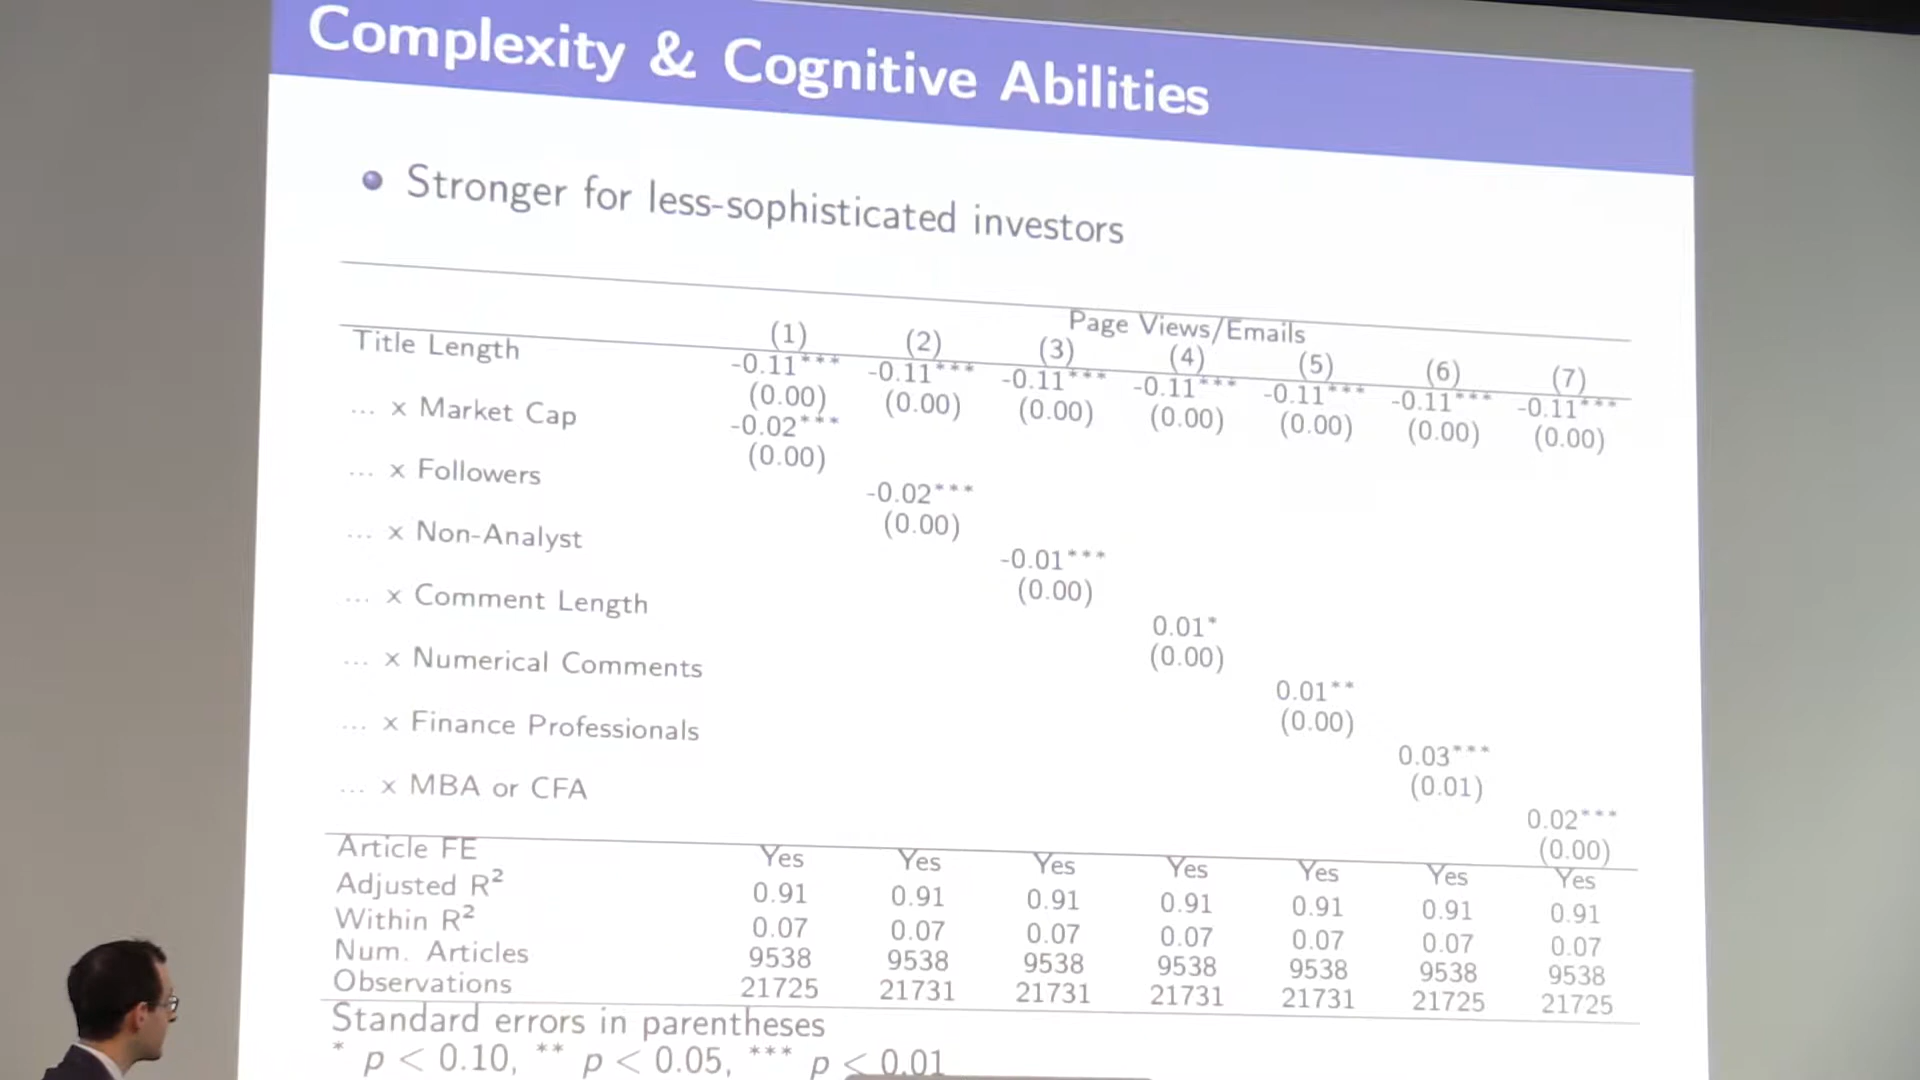 Complexity & Cognitive Abilities
• Stronger for less-sophisticated investors
Page Views/Emails
(1) (2) (3) (4) (5) (6) (7)
Title Length -0.11*** -0.11*** -0.11*** -0.11*** -0.11*** -0.11*** -0.11***
(0.00) (0.00) (0.00) (0.00) (0.00) (0.00) (0.00)
... x Market Cap -0.02***
(0.00)
... x Followers -0.02***
(0.00)
... x Non-Analyst -0.01***
(0.00)
... x Comment Length 0.01*
(0.00)
... x Numerical Comments 0.01**
(0.00)
... x Finance Professionals 0.03***
(0.01)
... x MBA or CFA 0.02***
(0.00)
Article FE Yes Yes Yes Yes Yes Yes Yes
Adjusted R² 0.91 0.91 0.91 0.91 0.91 0.91 0.91
Within R² 0.07 0.07 0.07 0.07 0.07 0.07 0.07
Num. Articles 9538 9538 9538 9538 9538 9538 9538
Observations 21725 21731 21731 21731 21731 21725 21725
Standard errors in parentheses
* p < 0.10, ** p < 0.05, *** p < 0.01